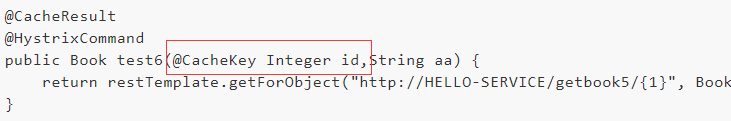 @CacheResult
@HystrixCommand
public Book test6(@CacheKey Integer id,String aa) {
    return restTemplate.getForObject("http://HELLO-SERVICE/getbook5/{1}", Book
}